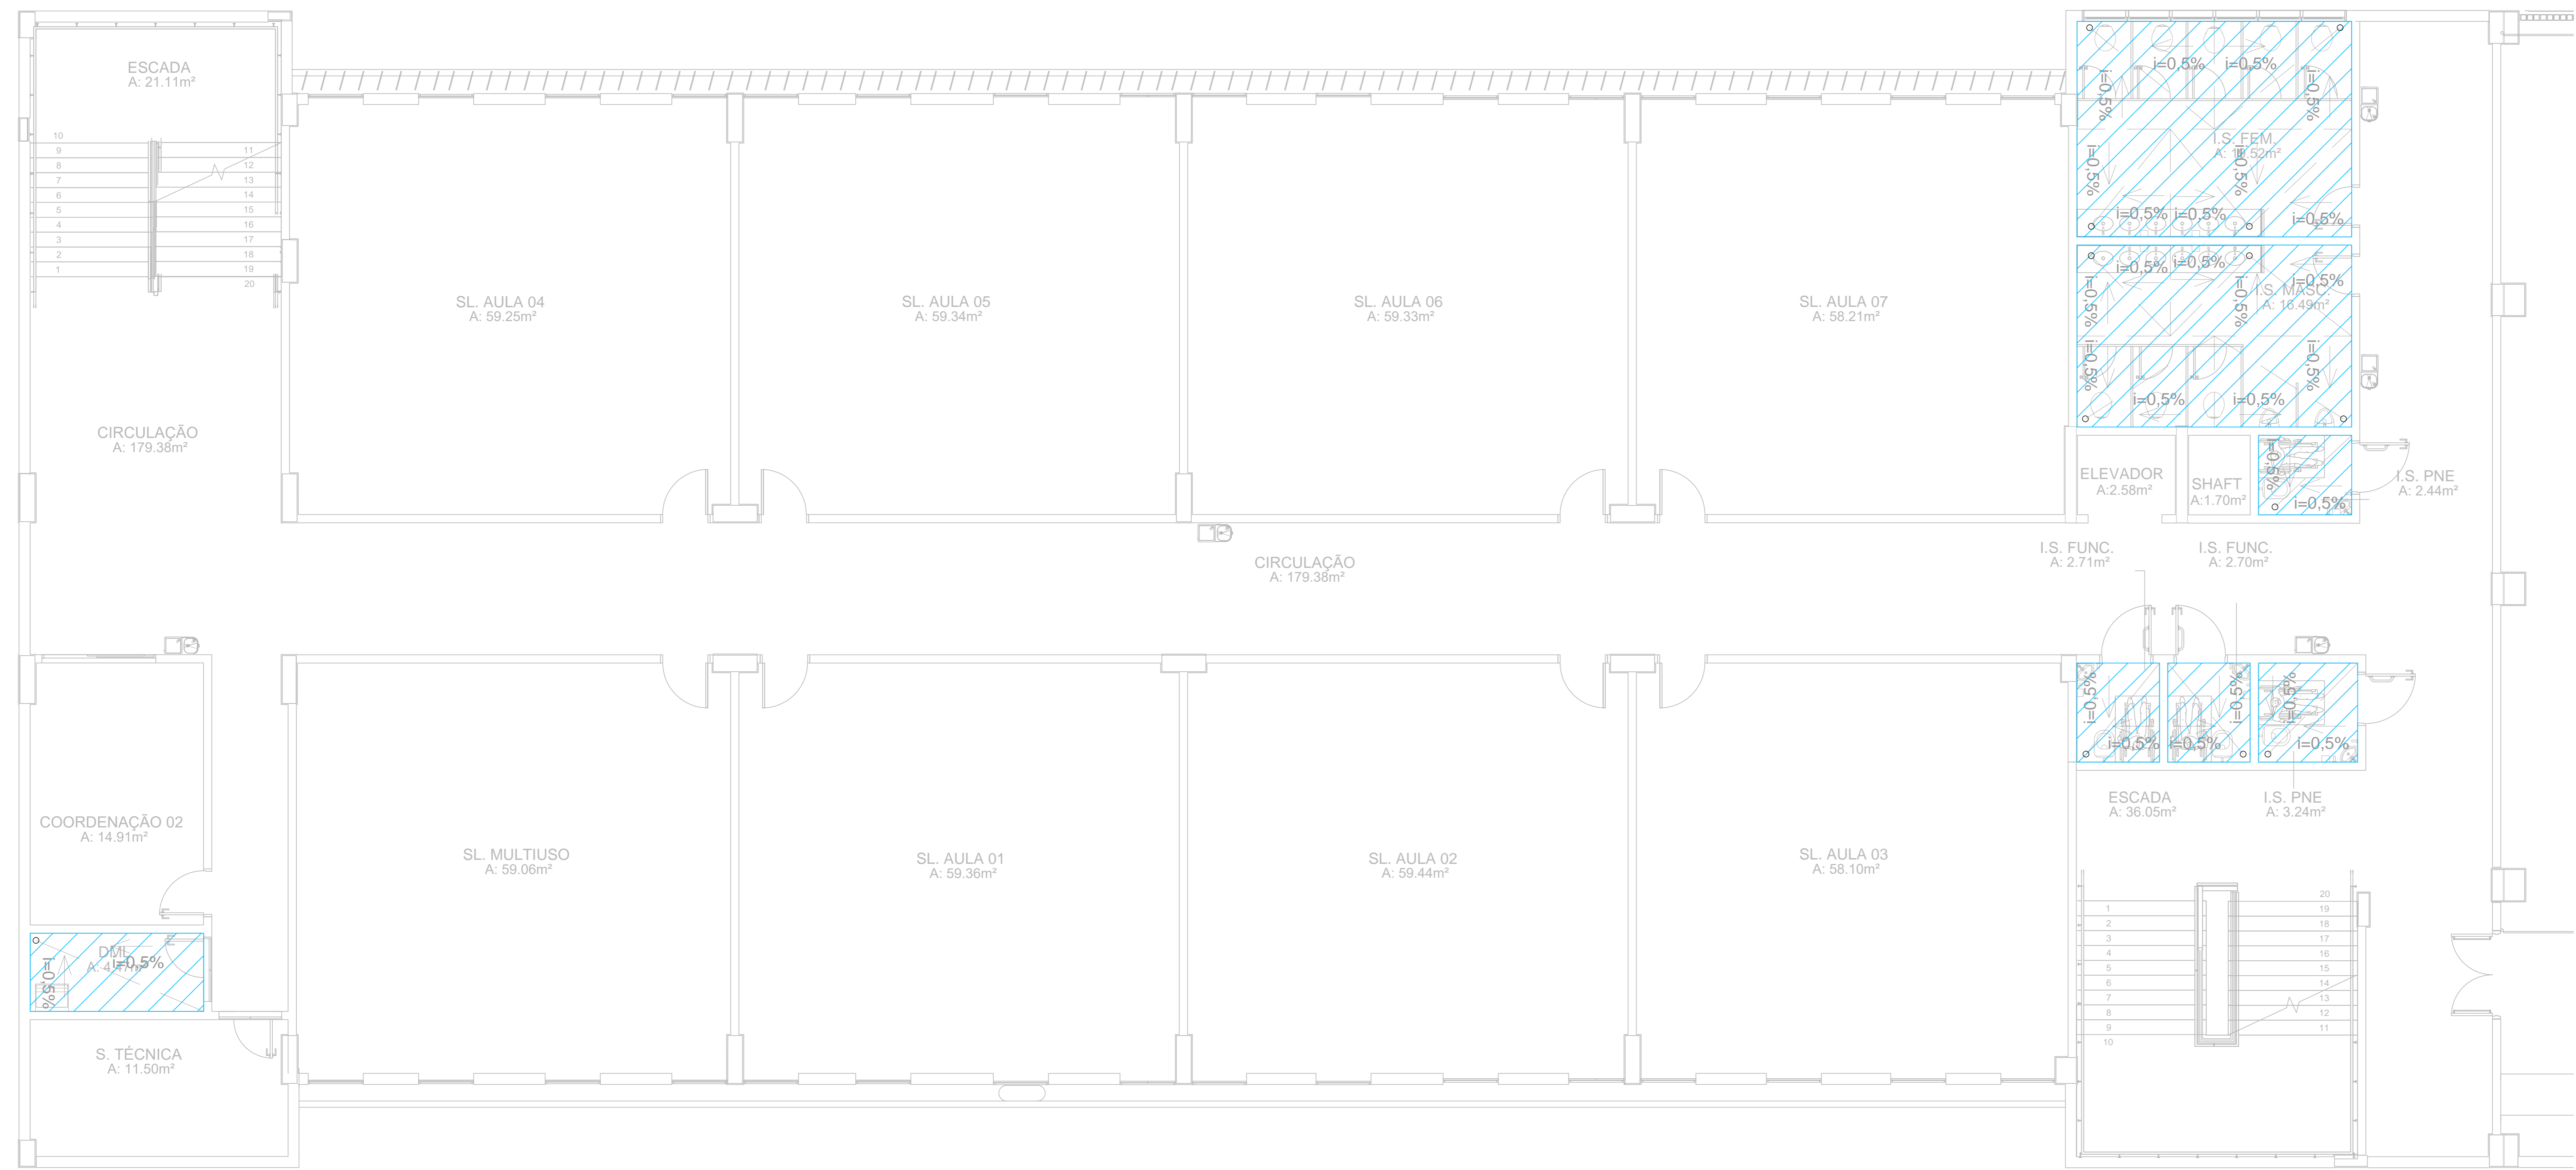 ESCADA
A: 21.11m²
10
9
8
7
6
5
4
3
2
1
11
12
13
14
15
16
17
18
19
20
CIRCULAÇÃO
A: 179.38m²
SL. AULA 04
A: 59.25m²
SL. AULA 05
A: 59.34m²
SL. AULA 06
A: 59.33m²
SL. AULA 07
A: 58.21m²
i=0,5%
i=0,5%
i=0,5%
i=0,5%
I.S. FEM.
i=0,5%
i=0,5%
i=0,5%
i=0,5%
i=0,5%
i=0,5%
i=0,5%
i=0,5%
i=0,5%
i=0,5%
I.S. MASC.
A: 16.49m²
i=0,5%
i=0,5%
i=0,5%
i=0,5%
ELEVADOR
A:2.58m²
SHAFT
A:1.70m²
i=0,5%
i=0,5%
I.S. PNE
A: 2.44m²
CIRCULAÇÃO
A: 179.38m²
I.S. FUNC.
A: 2.71m²
I.S. FUNC.
A: 2.70m²
i=0,5%
i=0,5%
i=0,5%
i=0,5%
i=0,5%
i=0,5%
COORDENAÇÃO 02
A: 14.91m²
SL. MULTIUSO
A: 59.06m²
SL. AULA 01
A: 59.36m²
SL. AULA 02
A: 59.44m²
SL. AULA 03
A: 58.10m²
ESCADA
A: 36.05m²
I.S. PNE
A: 3.24m²
DML
i=0,5%
i=0,5%
S. TÉCNICA
A: 11.50m²
1
2
3
4
5
6
7
8
9
10
20
19
18
17
16
15
14
13
12
11